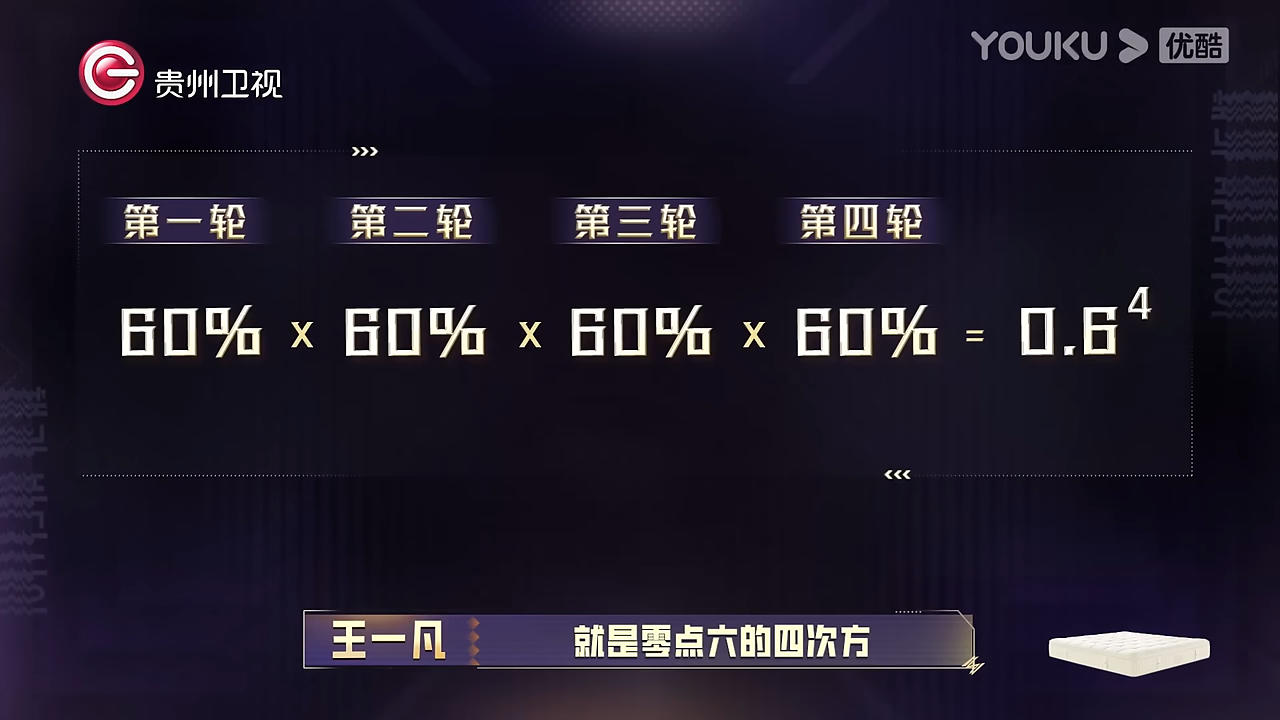 贵州卫视
YOUKU 优酷
第一轮 第二轮 第三轮 第四轮
60% x 60% x 60% x 60% = 0.6⁴
王一凡 就是零点六的四次方